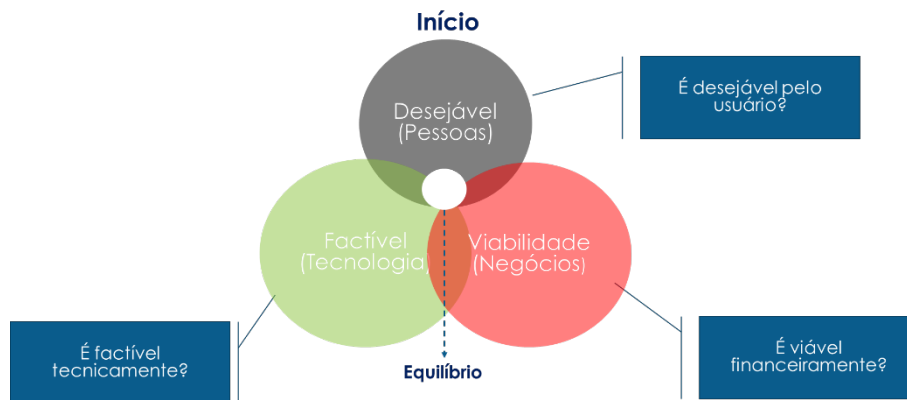 Início
Desejável
(Pessoas)
É desejável pelo
usuário?
Factível
(Tecnologia)
Viabilidade
(Negócios)
É factível
tecnicamente?
Equilíbrio
É viável
financeiramente?